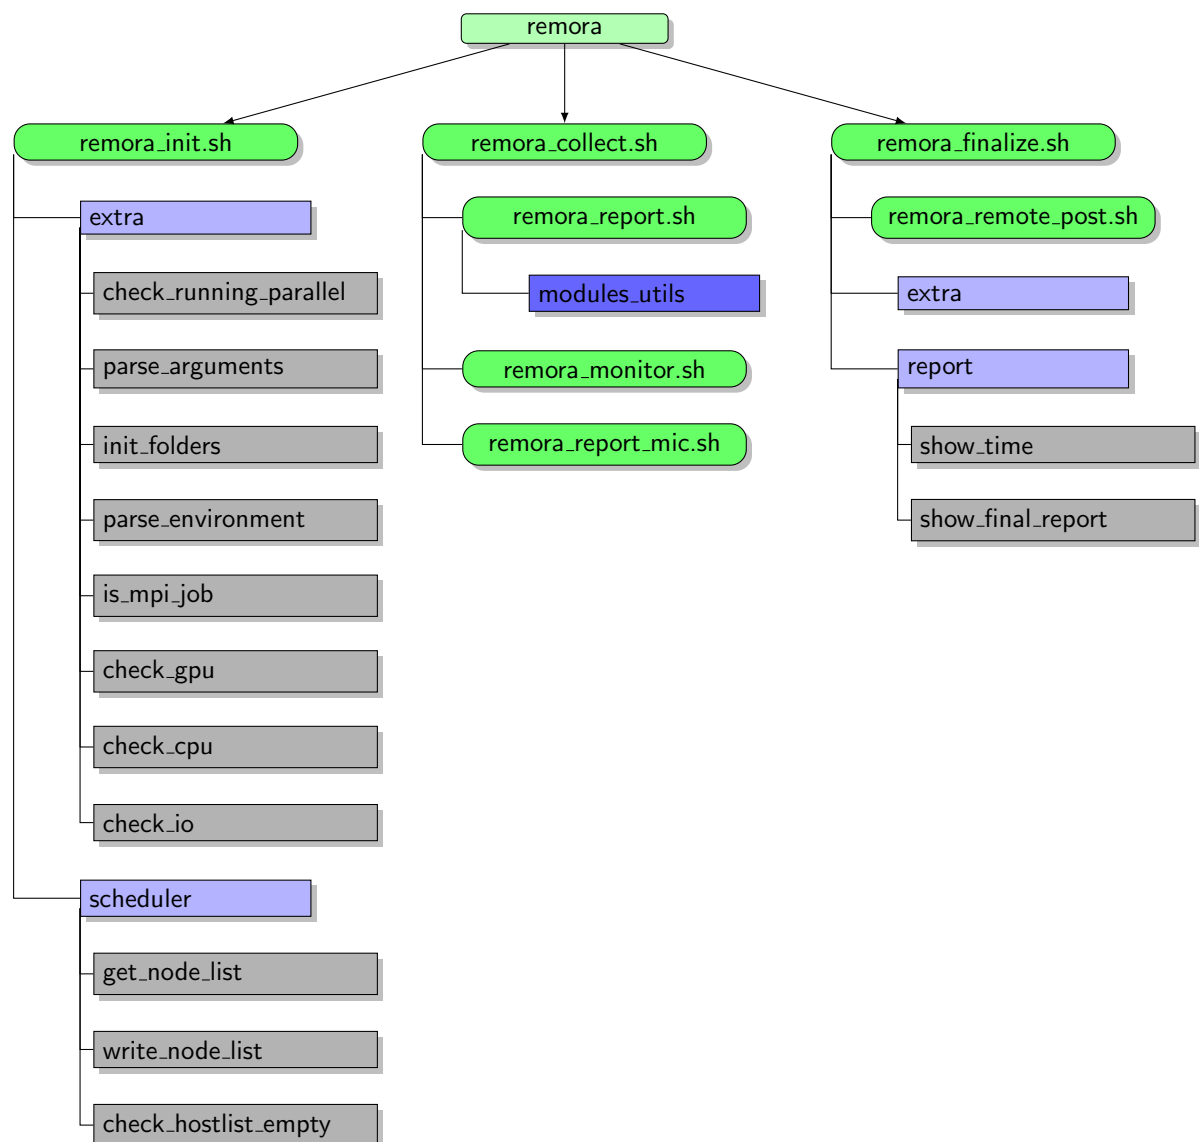 remora
remora_init.sh
extra
check_running_parallel
parse_arguments
init_folders
parse_environment
is_mpi_job
check_gpu
check_cpu
check_io
scheduler
get_node_list
write_node_list
check_hostlist_empty
remora_collect.sh
remora_report.sh
modules_utils
remora_monitor.sh
remora_report_mic.sh
remora_finalize.sh
remora_remote_post.sh
extra
report
show_time
show_final_report